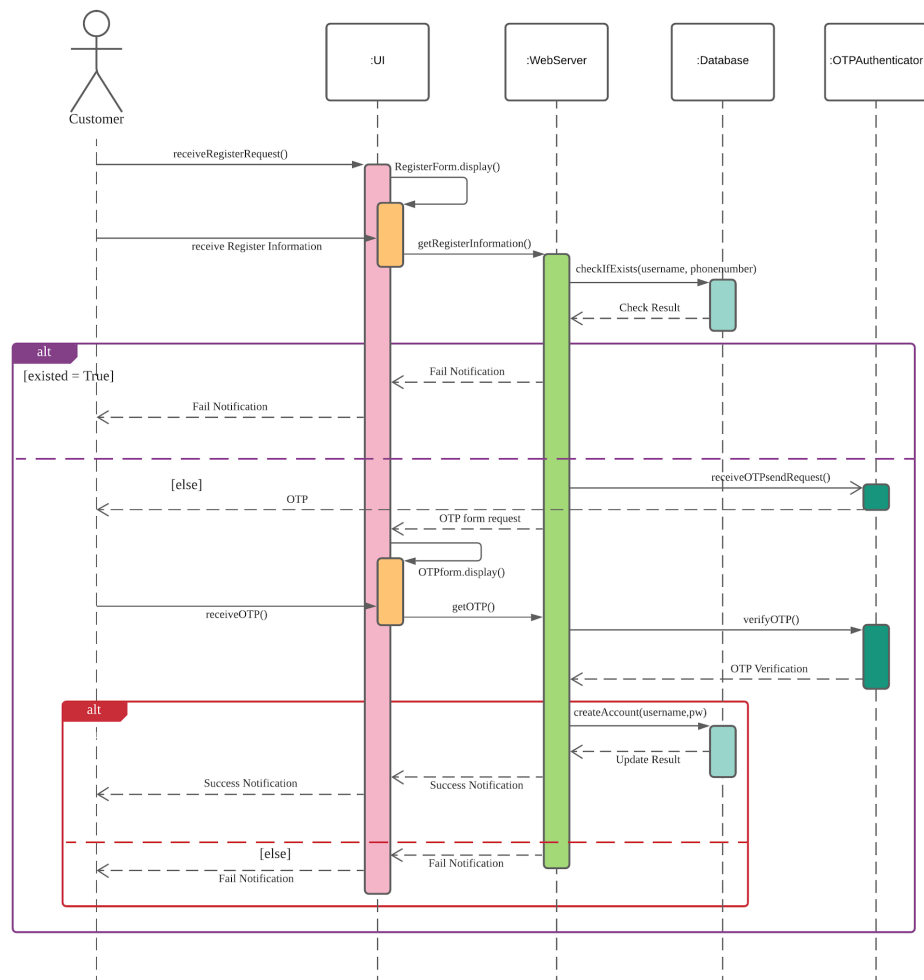 :UI
:WebServer
:Database
:OTPAuthenticator
Customer
receiveRegisterRequest()
RegisterForm.display()
receive Register Information
getRegisterInformation()
checkIfExists(username, phonenumber)
Check Result
alt
[existed = True]
Fail Notification
Fail Notification
[else]
receiveOTPsendRequest()
OTP
OTP form request
OTPform.display()
receiveOTP()
getOTP()
verifyOTP()
OTP Verification
alt
createAccount(username,pw)
Update Result
Success Notification
Success Notification
[else]
Fail Notification
Fail Notification